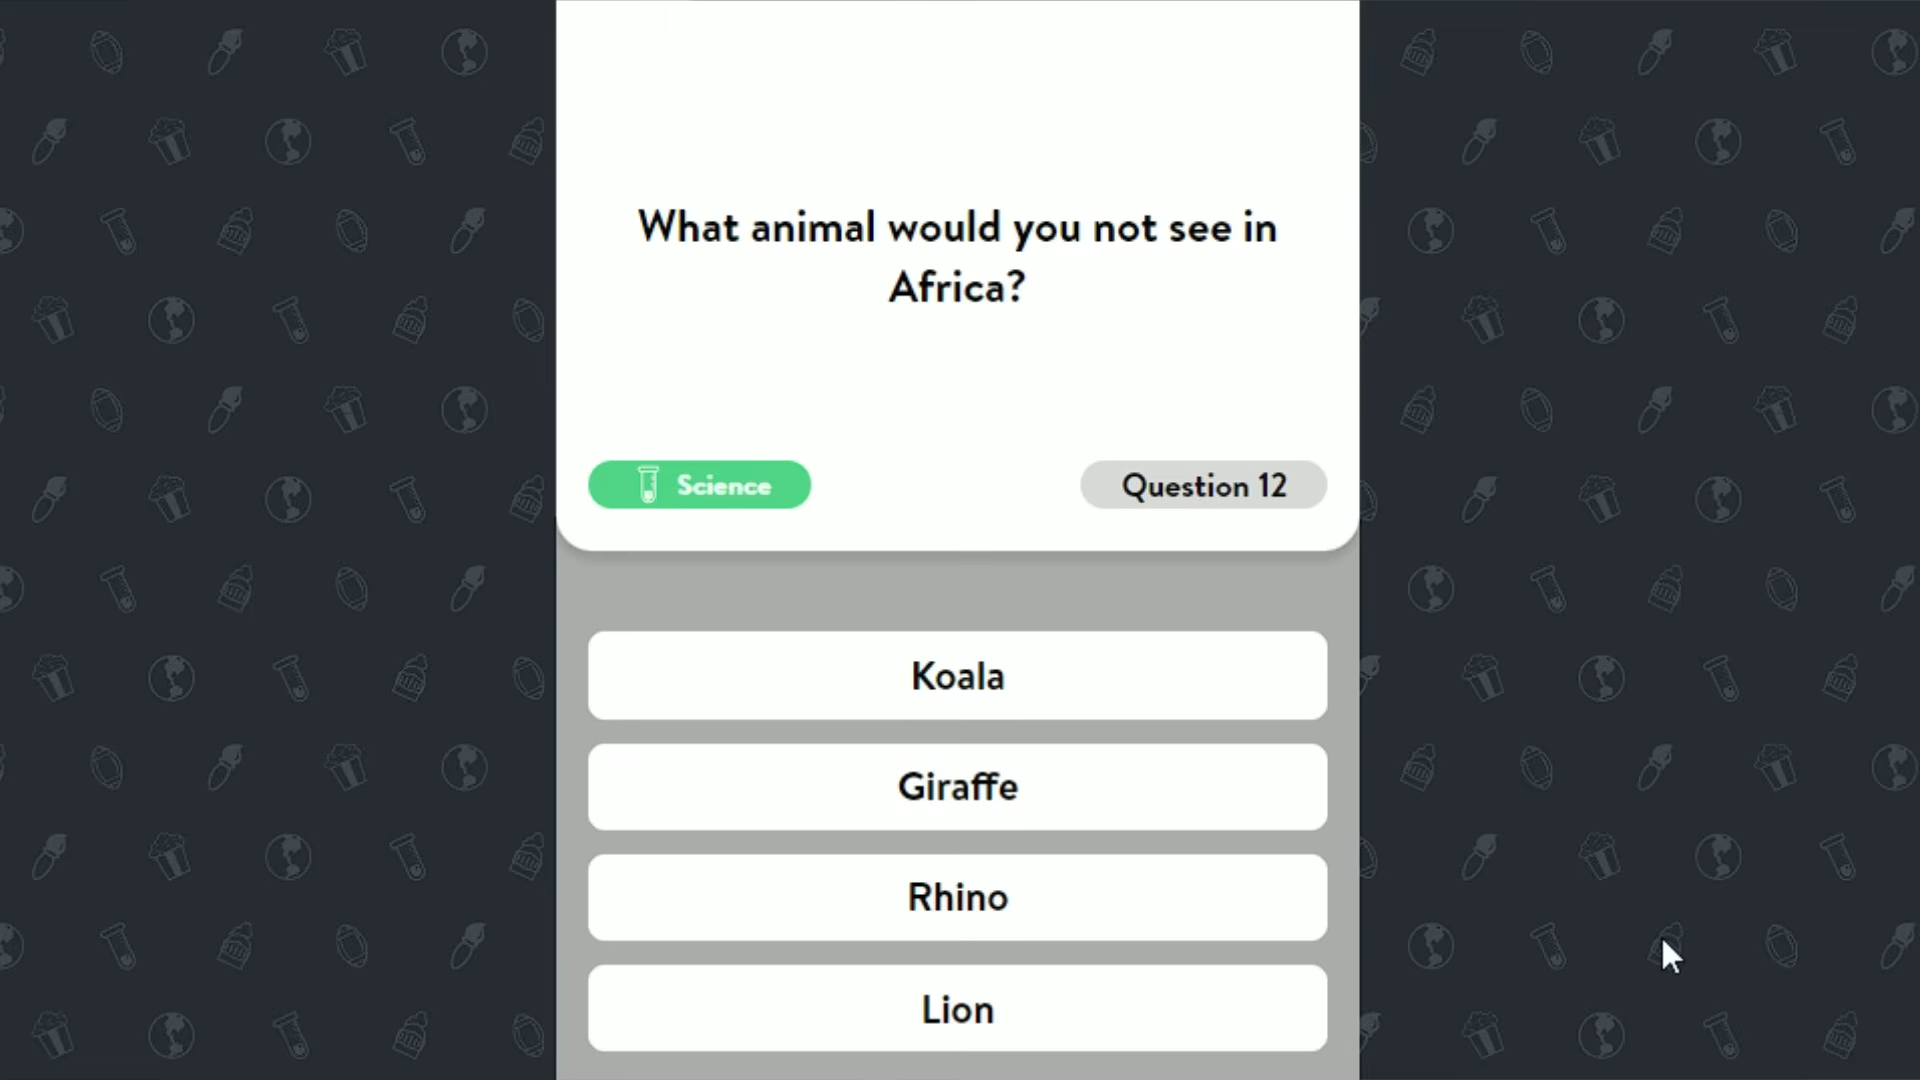 What animal would you not see in
Africa?
Science
Question 12
Koala
Giraffe
Rhino
Lion